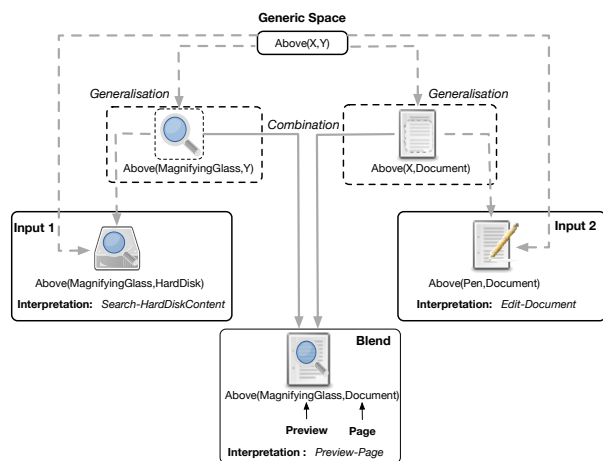 Generic Space
Above(X,Y)
Generalisation
Generalisation
Combination
Above(MagnifyingGlass,Y)
Above(X,Document)
Input 1
Above(MagnifyingGlass,HardDisk)
Interpretation: Search-HardDiskContent
Input 2
Above(Pen,Document)
Interpretation: Edit-Document
Blend
Above(MagnifyingGlass,Document)
Preview Page
Interpretation : Preview-Page